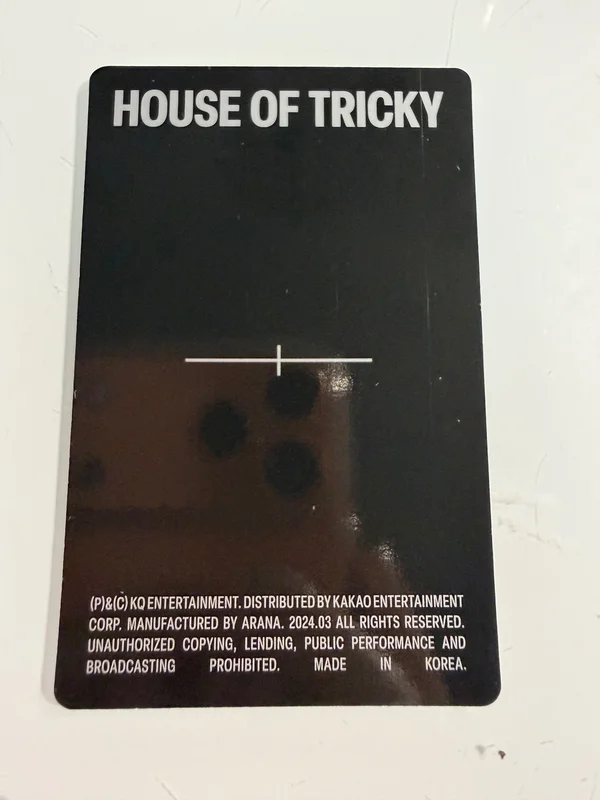 HOUSE OF TRICKY
(P)&(C) KQ ENTERTAINMENT. DISTRIBUTED BY KAKAO ENTERTAINMENT
CORP. MANUFACTURED BY ARANA. 2024.03 ALL RIGHTS RESERVED.
UNAUTHORIZED COPYING, LENDING, PUBLIC PERFORMANCE AND
BROADCASTING PROHIBITED. MADE IN KOREA.